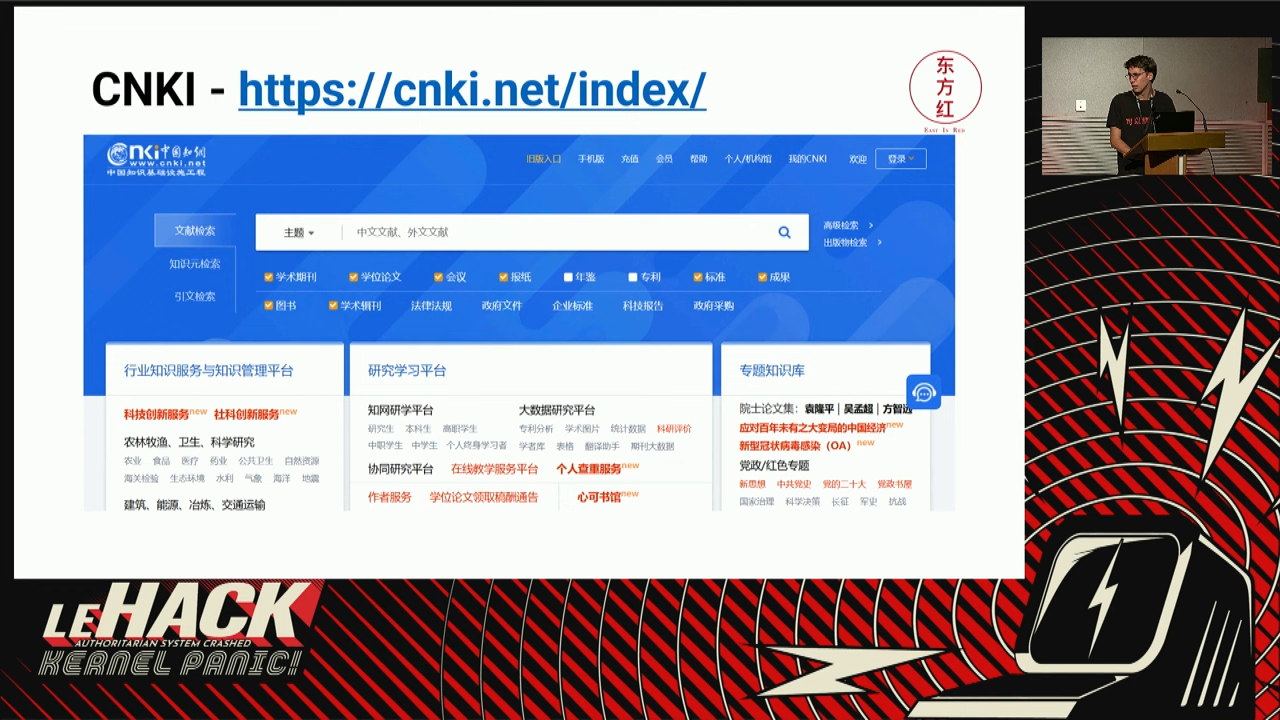 CNKI - https://cnki.net/index/
东
方
红
East Is Red
cnki中国知网
www.cnki.net
中国知识基础设施工程
旧版入口 手机版 充值 会员 帮助 个人/机构馆 我的CNKI 欢迎 登录
文献检索
知识元检索
引文检索
主题 中文文献、外文文献
高级检索 >
出版物检索 >
学术期刊 学位论文 会议 报纸 年鉴 专利 标准 成果
图书 学术辑刊 法律法规 政府文件 企业标准 科技报告 政府采购
行业知识服务与知识管理平台
科技创新服务new 社科创新服务new
农林牧渔、卫生、科学研究
农业 食品 医疗 药业 公共卫生 自然资源
海关检验 生态环境 水利 气象 海洋 地震
建筑、能源、冶炼、交通运输
研究学习平台
知网研学平台
研究生 本科生 高职学生
中职学生 中学生 个人终身学习者
大数据研究平台
专利分析 学术图片 统计数据 科研评价
学者库 表格 翻译助手 期刊大数据
协同研究平台 在线教学服务平台 个人查重服务new
作者服务 学位论文领取稿酬通告 心可书馆new
专题知识库
院士论文集：袁隆平 | 吴孟超 | 方智远
应对百年未有之大变局的中国经济new
新型冠状病毒感染（OA） new
党政/红色专题
新思想 中共党史 党的二十大 党政书屋
国家治理 科学决策 长征 军史 抗战
LEHACK
AUTHORITARIAN SYSTEM CRASHED
KERNEL PANIC!